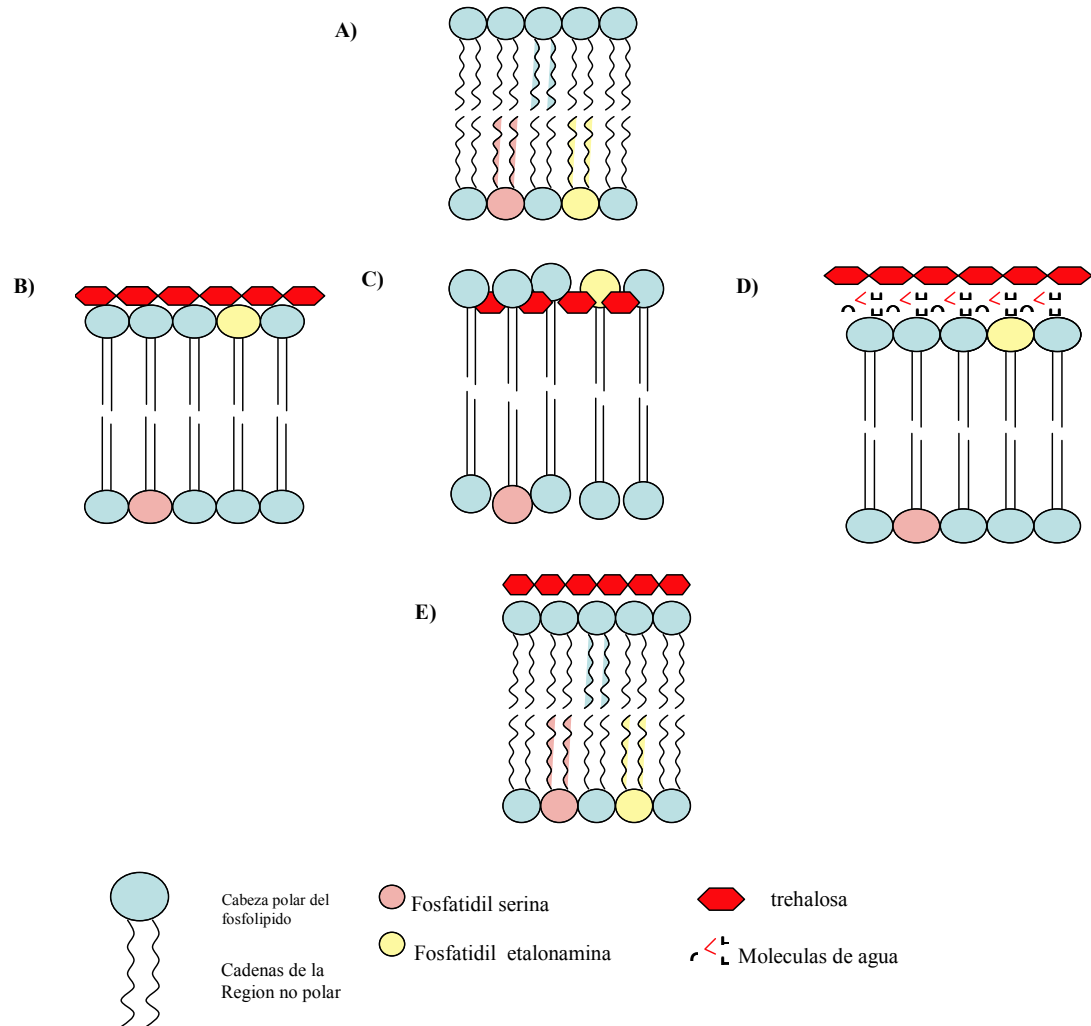 A)
B)
C)
D)
E)
Cabeza polar del
fosfolipido
Cadenas de la
Region no polar
Fosfatidil serina
Fosfatidil etalonamina
trehalosa
Moleculas de agua